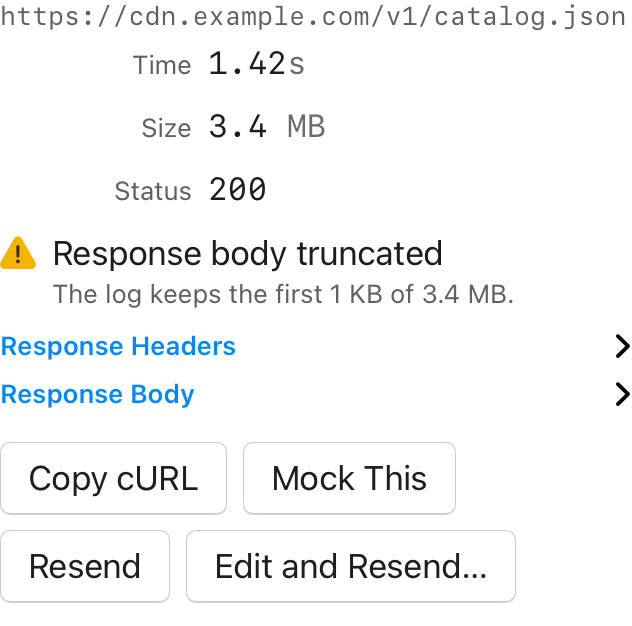 https://cdn.example.com/v1/catalog.json
Time 1.42s
Size 3.4 MB
Status 200
Response body truncated
The log keeps the first 1 KB of 3.4 MB.
Response Headers
Response Body
Copy cURL Mock This
Resend Edit and Resend...